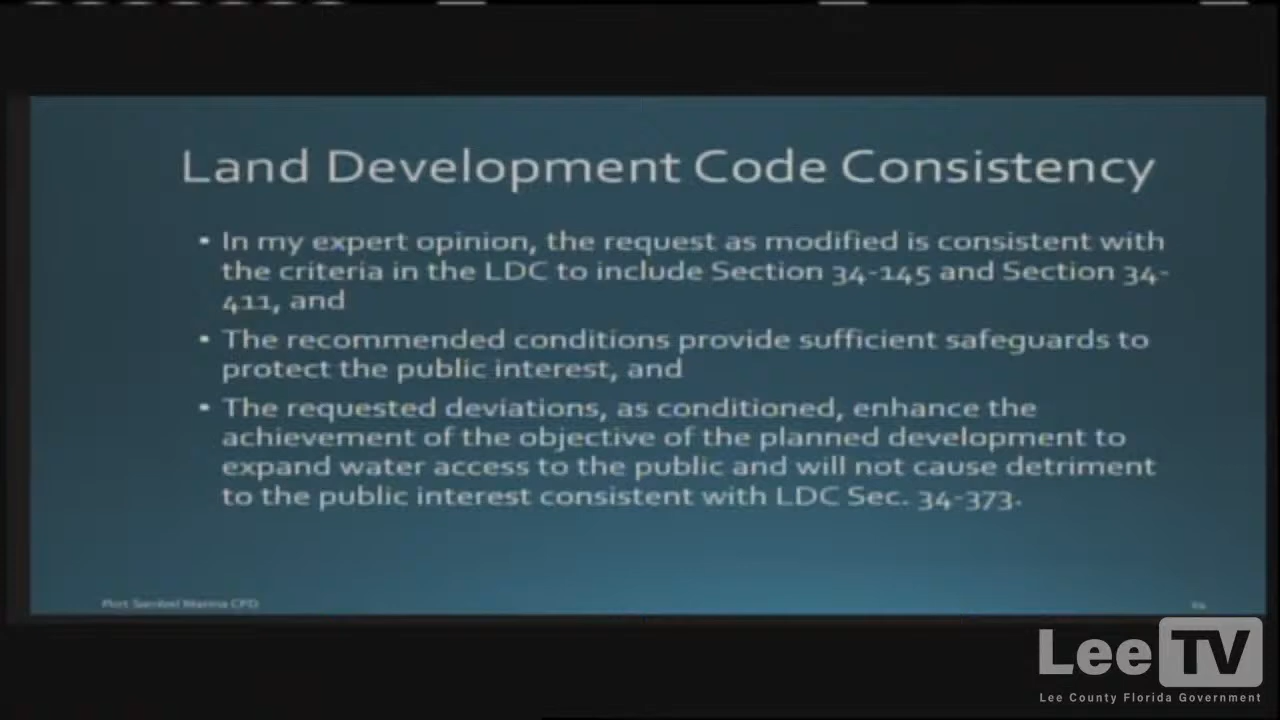 Land Development Code Consistency
• In my expert opinion, the request as modified is consistent with
the criteria in the LDC to include Section 34-145 and Section 34-
411, and
• The recommended conditions provide sufficient safeguards to
protect the public interest, and
• The requested deviations, as conditioned, enhance the
achievement of the objective of the planned development to
expand water access to the public and will not cause detriment
to the public interest consistent with LDC Sec. 34-373.
Port Sanibel Marina CPD
LeeTV
Lee County Florida Government